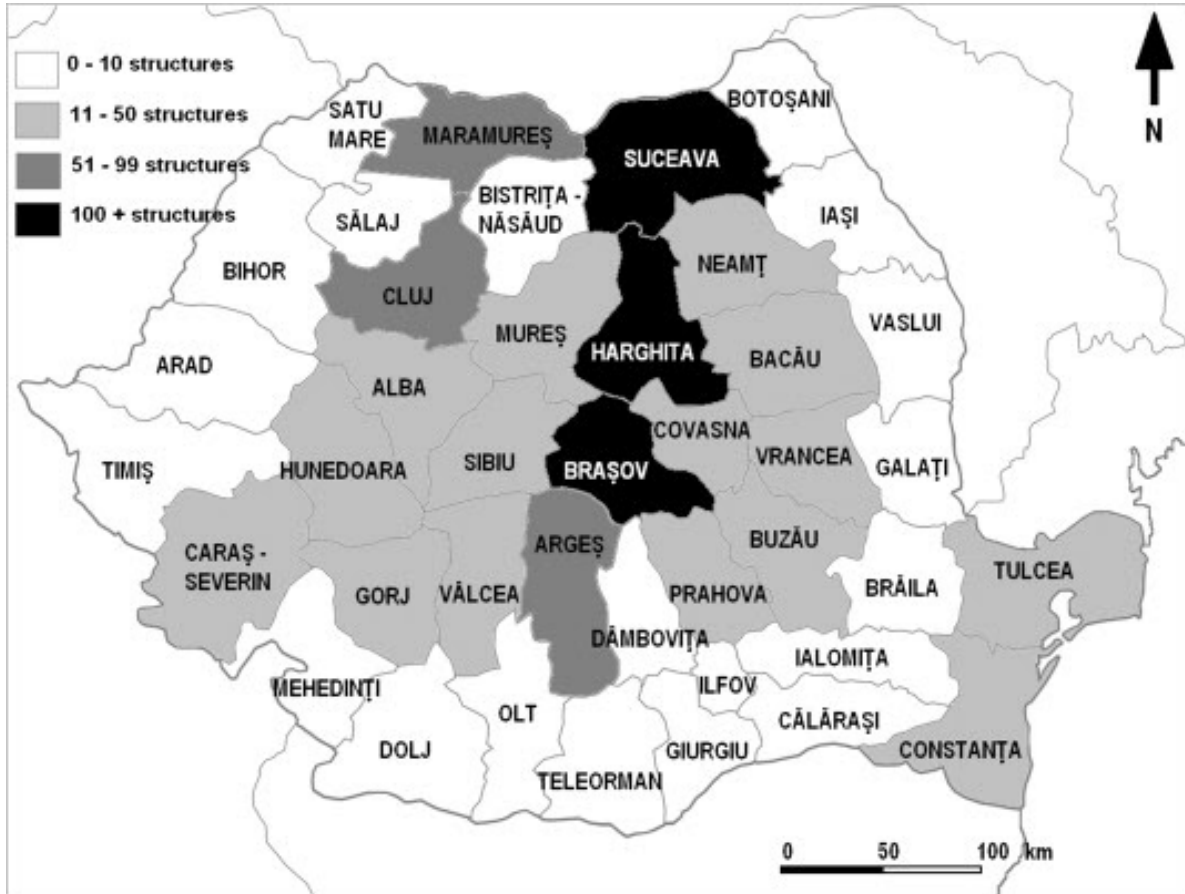 0 - 10 structures
11 - 50 structures
51 - 99 structures
100 + structures
N
SATU
MARE
MARAMUREȘ
SUCEAVA
BOTOȘANI
SĂLAJ
BISTRIȚA -
NĂSĂUD
IAȘI
BIHOR
CLUJ
NEAMȚ
MUREȘ
HARGHITA
VASLUI
ARAD
ALBA
BACĂU
TIMIȘ
HUNEDOARA
SIBIU
BRAȘOV
COVASNA
VRANCEA
GALAȚI
CARAȘ -
SEVERIN
GORJ
VÂLCEA
ARGEȘ
PRAHOVA
BUZĂU
BRĂILA
TULCEA
DÂMBOVIȚA
MEHEDINȚI
DOLJ
OLT
TELEORMAN
GIURGIU
ILFOV
IALOMIȚA
CĂLĂRAȘI
CONSTANȚA
0 50 100 km